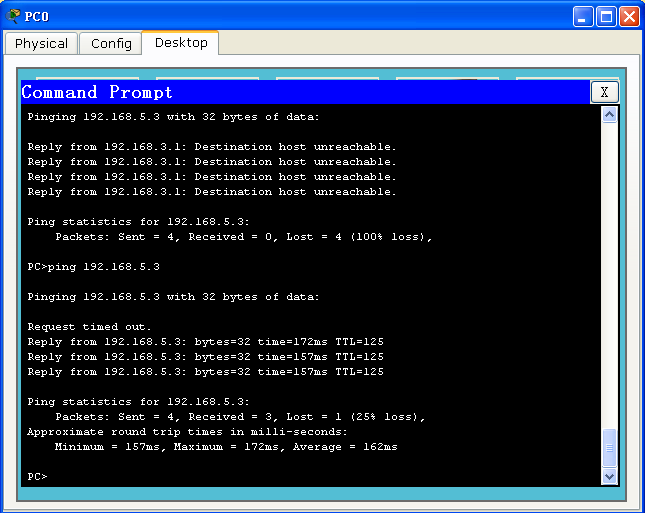 PC0
Physical Config Desktop
Command Prompt X
Pinging 192.168.5.3 with 32 bytes of data:
Reply from 192.168.3.1: Destination host unreachable.
Reply from 192.168.3.1: Destination host unreachable.
Reply from 192.168.3.1: Destination host unreachable.
Reply from 192.168.3.1: Destination host unreachable.
Ping statistics for 192.168.5.3:
Packets: Sent = 4, Received = 0, Lost = 4 (100% loss),
PC>ping 192.168.5.3
Pinging 192.168.5.3 with 32 bytes of data:
Request timed out.
Reply from 192.168.5.3: bytes=32 time=172ms TTL=125
Reply from 192.168.5.3: bytes=32 time=157ms TTL=125
Reply from 192.168.5.3: bytes=32 time=157ms TTL=125
Ping statistics for 192.168.5.3:
Packets: Sent = 4, Received = 3, Lost = 1 (25% loss),
Approximate round trip times in milli-seconds:
Minimum = 157ms, Maximum = 172ms, Average = 162ms
PC>